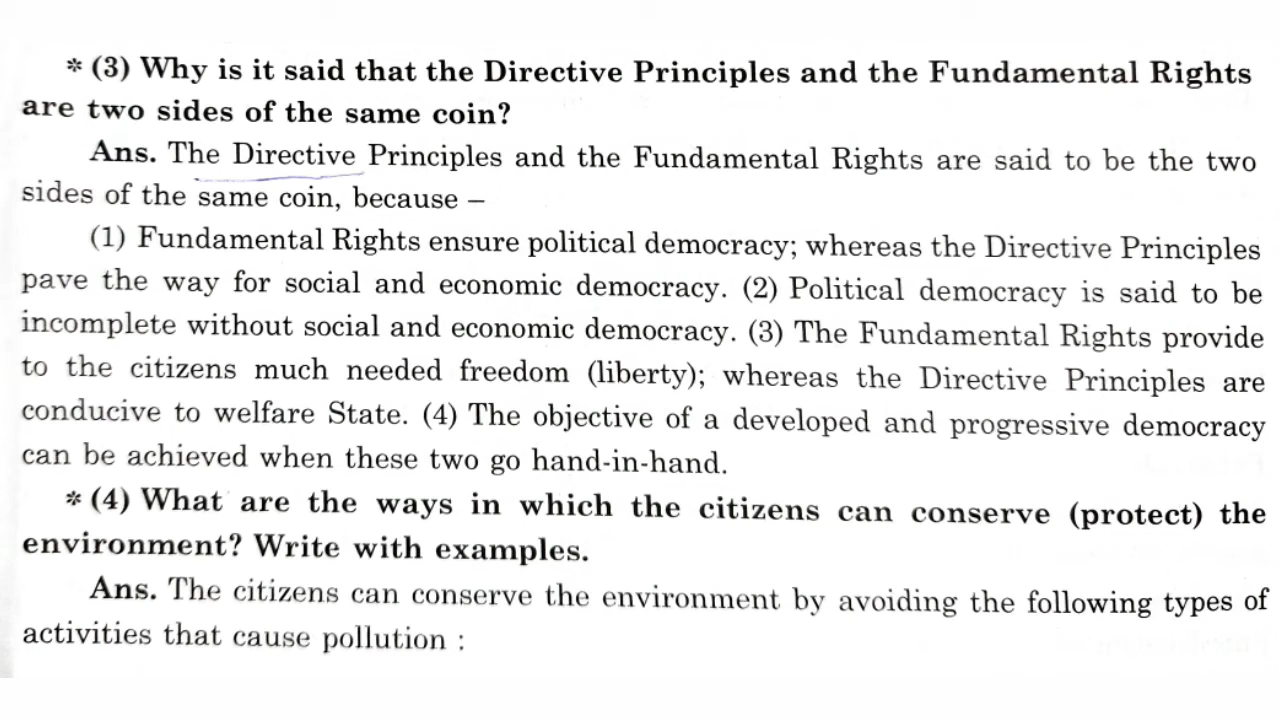 * (3) Why is it said that the Directive Principles and the Fundamental Rights
are two sides of the same coin?
Ans. The Directive Principles and the Fundamental Rights are said to be the two
sides of the same coin, because –
(1) Fundamental Rights ensure political democracy; whereas the Directive Principles
pave the way for social and economic democracy. (2) Political democracy is said to be
incomplete without social and economic democracy. (3) The Fundamental Rights provide
to the citizens much needed freedom (liberty); whereas the Directive Principles are
conducive to welfare State. (4) The objective of a developed and progressive democracy
can be achieved when these two go hand-in-hand.
* (4) What are the ways in which the citizens can conserve (protect) the
environment? Write with examples.
Ans. The citizens can conserve the environment by avoiding the following types of
activities that cause pollution :